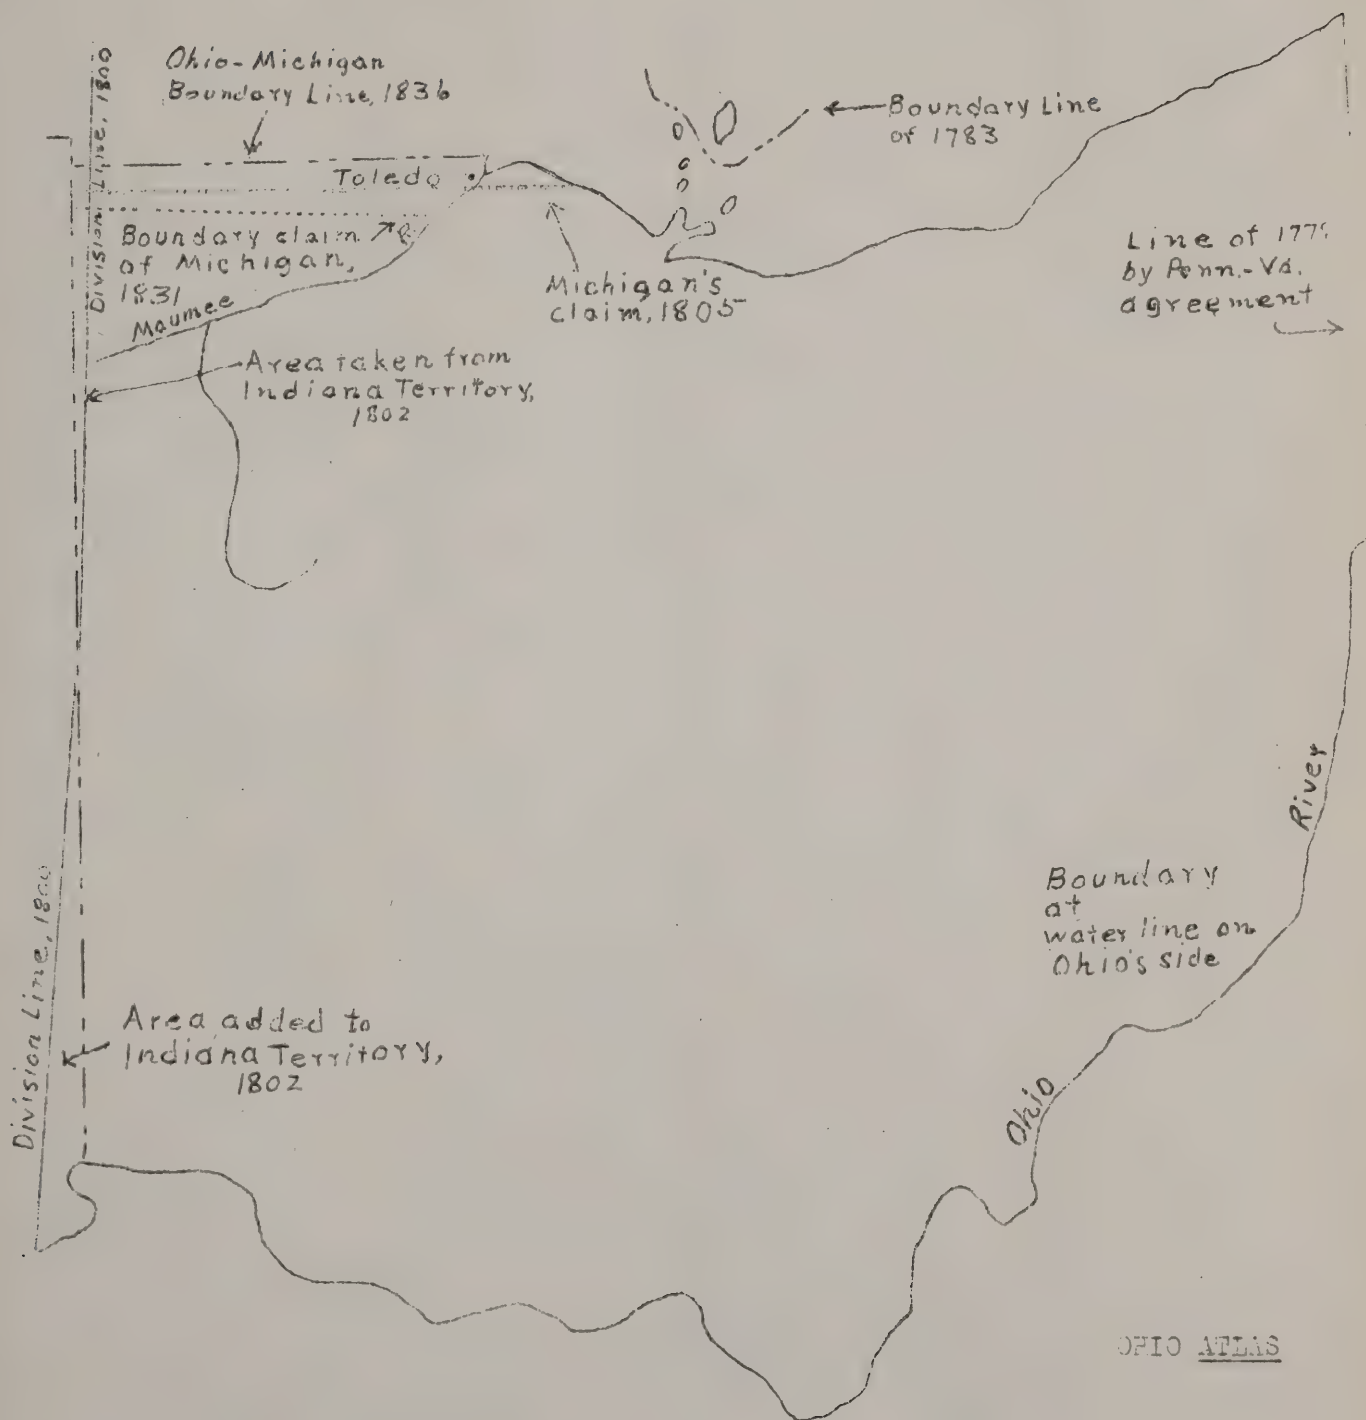 Ohio-Michigan
Boundary Line, 1836
Division Line, 1800
Boundary Line
of 1783
Toledo
Boundary claim
of Michigan,
1831
Maumee
Michigan's
claim, 1805
Line of
by Penn.-Va.
agreement
Area taken from
Indiana Territory,
1802
River
Boundary
at
water line on
Ohio's side
Division Line, 1800
Area added to
Indiana Territory,
1802
Ohio
OHIO ATLAS